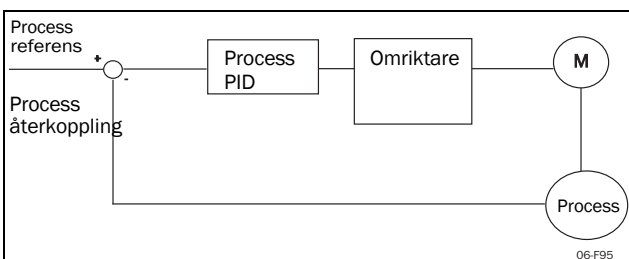 Process
referens
+
-
Process
PID
Omriktare
M
Process
återkoppling
Process
06-F95